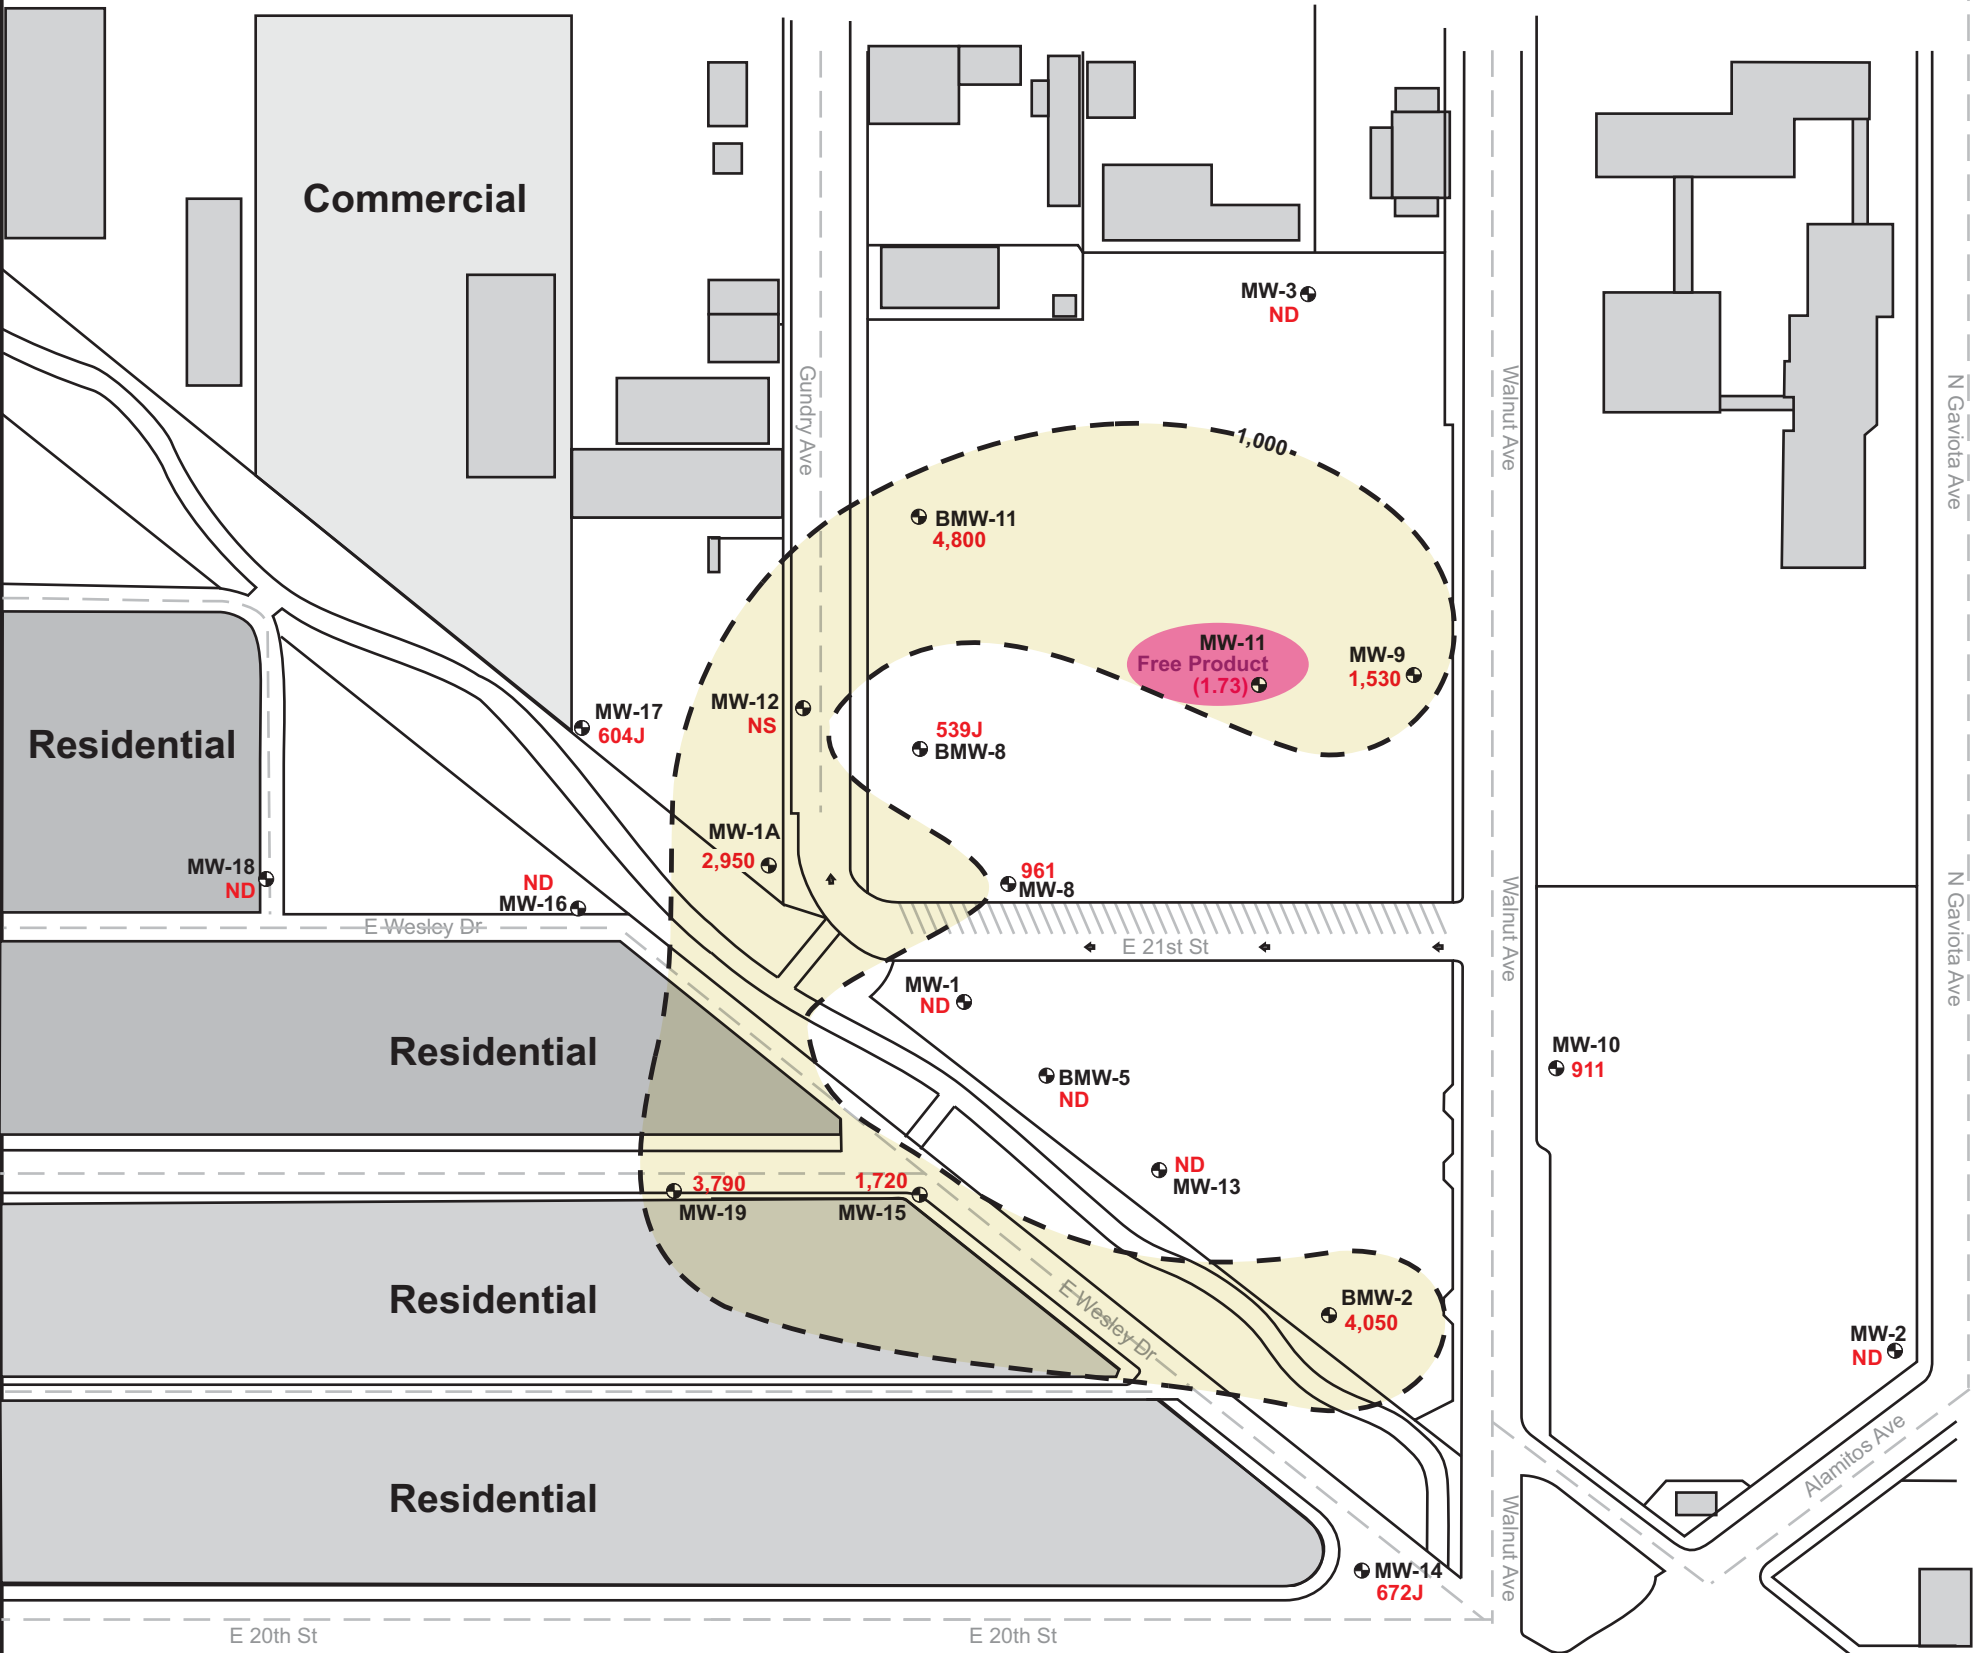 Commercial
MW-3
ND
Gundry Ave
Walnut Ave
N Gaviota Ave
1,000
BMW-11
4,800
MW-11
Free Product
(1.73)
MW-9
1,530
MW-12
NS
MW-17
604J
539J
BMW-8
Residential
MW-1A
2,950
MW-18
ND
ND
MW-16
961
MW-8
E Wesley Dr
E 21st St
Walnut Ave
N Gaviota Ave
MW-1
ND
Residential
MW-10
911
BMW-5
ND
ND
MW-13
3,790
MW-19
1,720
MW-15
Residential
E Wesley Dr
BMW-2
4,050
MW-2
ND
Alamitos Ave
Residential
Walnut Ave
MW-14
672J
E 20th St
E 20th St